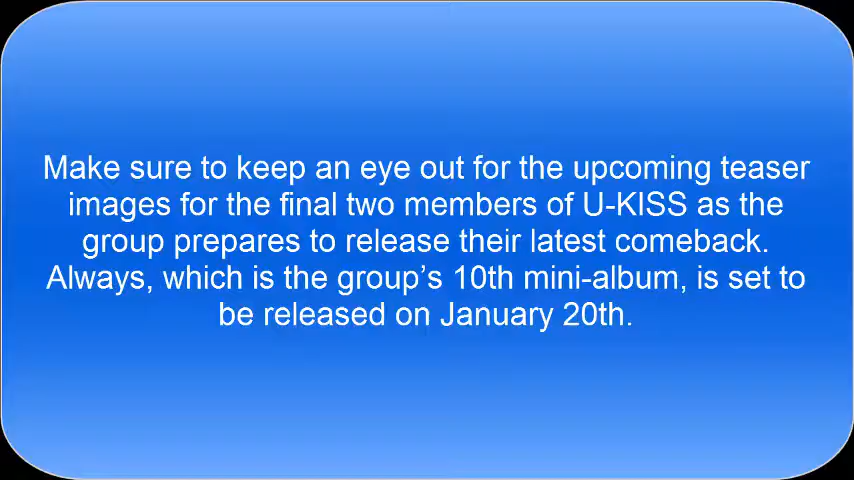 Make sure to keep an eye out for the upcoming teaser
images for the final two members of U-KISS as the
group prepares to release their latest comeback.
Always, which is the group’s 10th mini-album, is set to
be released on January 20th.